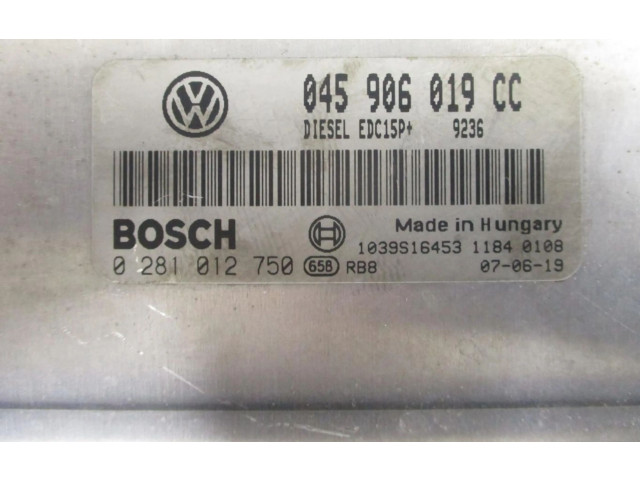 045 906 019 CC
DIESEL EDC15P+ 9236
BOSCH
Made in Hungary
1039S16453 1184 0108
0 281 012 750 658 RB8 07-06-19